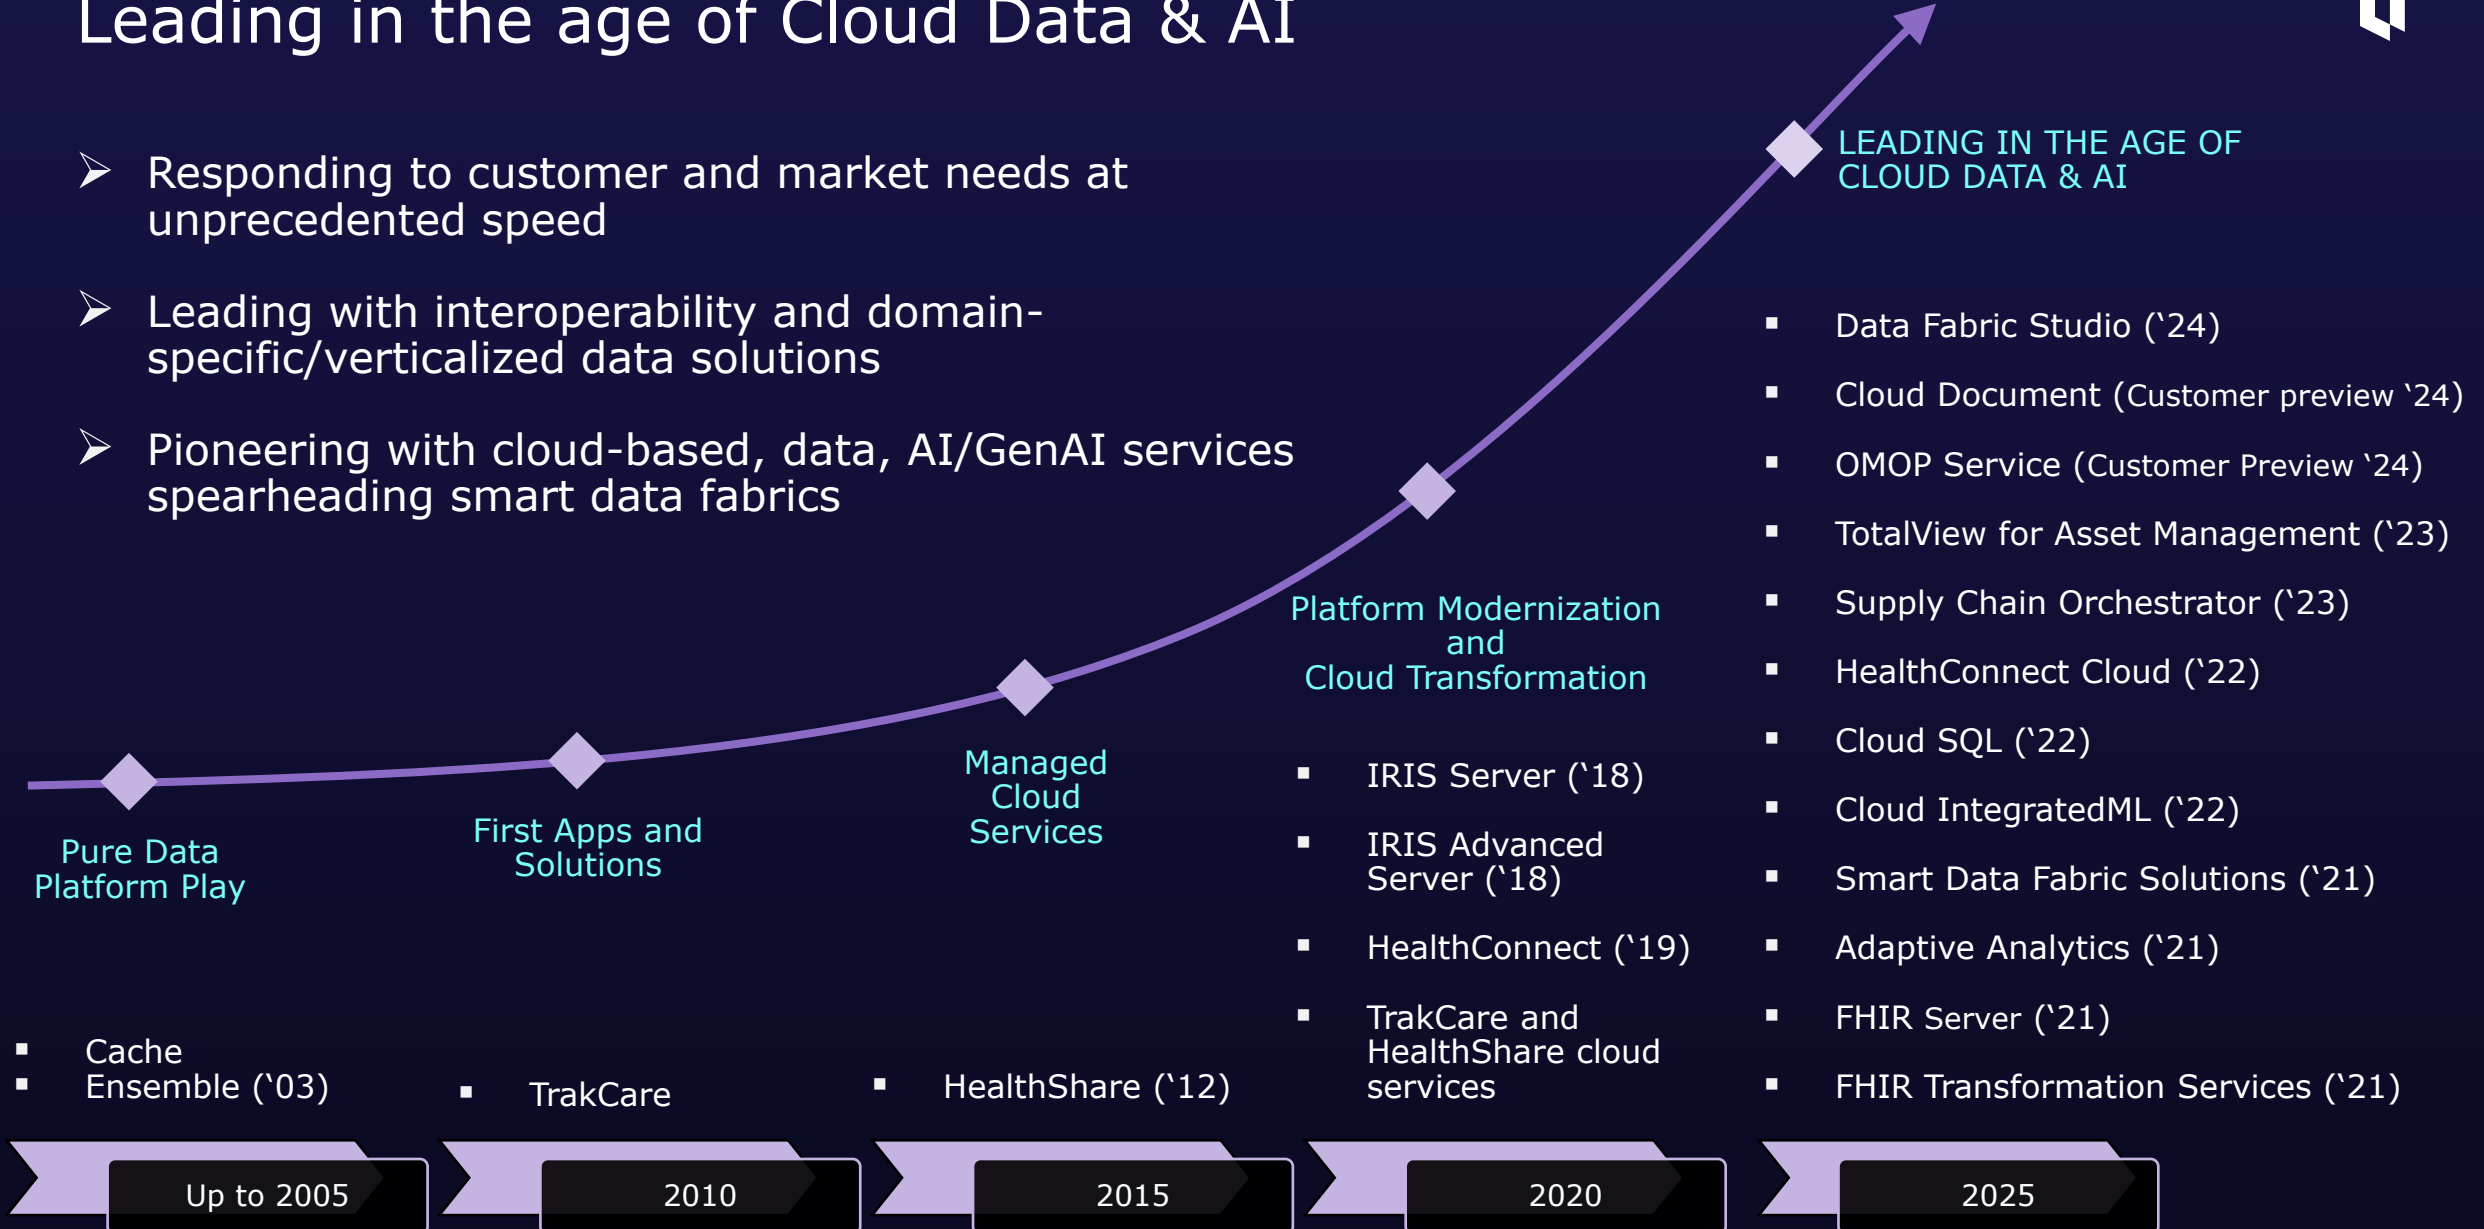 Leading in the age of Cloud Data & AI
Responding to customer and market needs at
unprecedented speed
Leading with interoperability and domain-
specific/verticalized data solutions
Pioneering with cloud-based, data, AI/GenAI services
spearheading smart data fabrics
Pure Data
Platform Play
Cache
Ensemble (‘03)
Up to 2005
First Apps and
Solutions
TrakCare
2010
Managed
Cloud
Services
HealthShare (‘12)
2015
Platform Modernization
and
Cloud Transformation
IRIS Server (‘18)
IRIS Advanced
Server (‘18)
HealthConnect (‘19)
TrakCare and
HealthShare cloud
services
2020
LEADING IN THE AGE OF
CLOUD DATA & AI
Data Fabric Studio (‘24)
Cloud Document (Customer preview ‘24)
OMOP Service (Customer Preview ‘24)
TotalView for Asset Management (‘23)
Supply Chain Orchestrator (‘23)
HealthConnect Cloud (‘22)
Cloud SQL (‘22)
Cloud IntegratedML (‘22)
Smart Data Fabric Solutions (‘21)
Adaptive Analytics (‘21)
FHIR Server (‘21)
FHIR Transformation Services (‘21)
2025